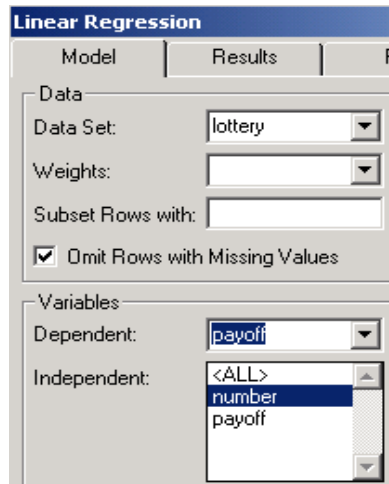 Linear Regression
Model Results
Data
Data Set: lottery
Weights:
Subset Rows with:
Omit Rows with Missing Values
Variables
Dependent: payoff
Independent: <ALL>
number
payoff